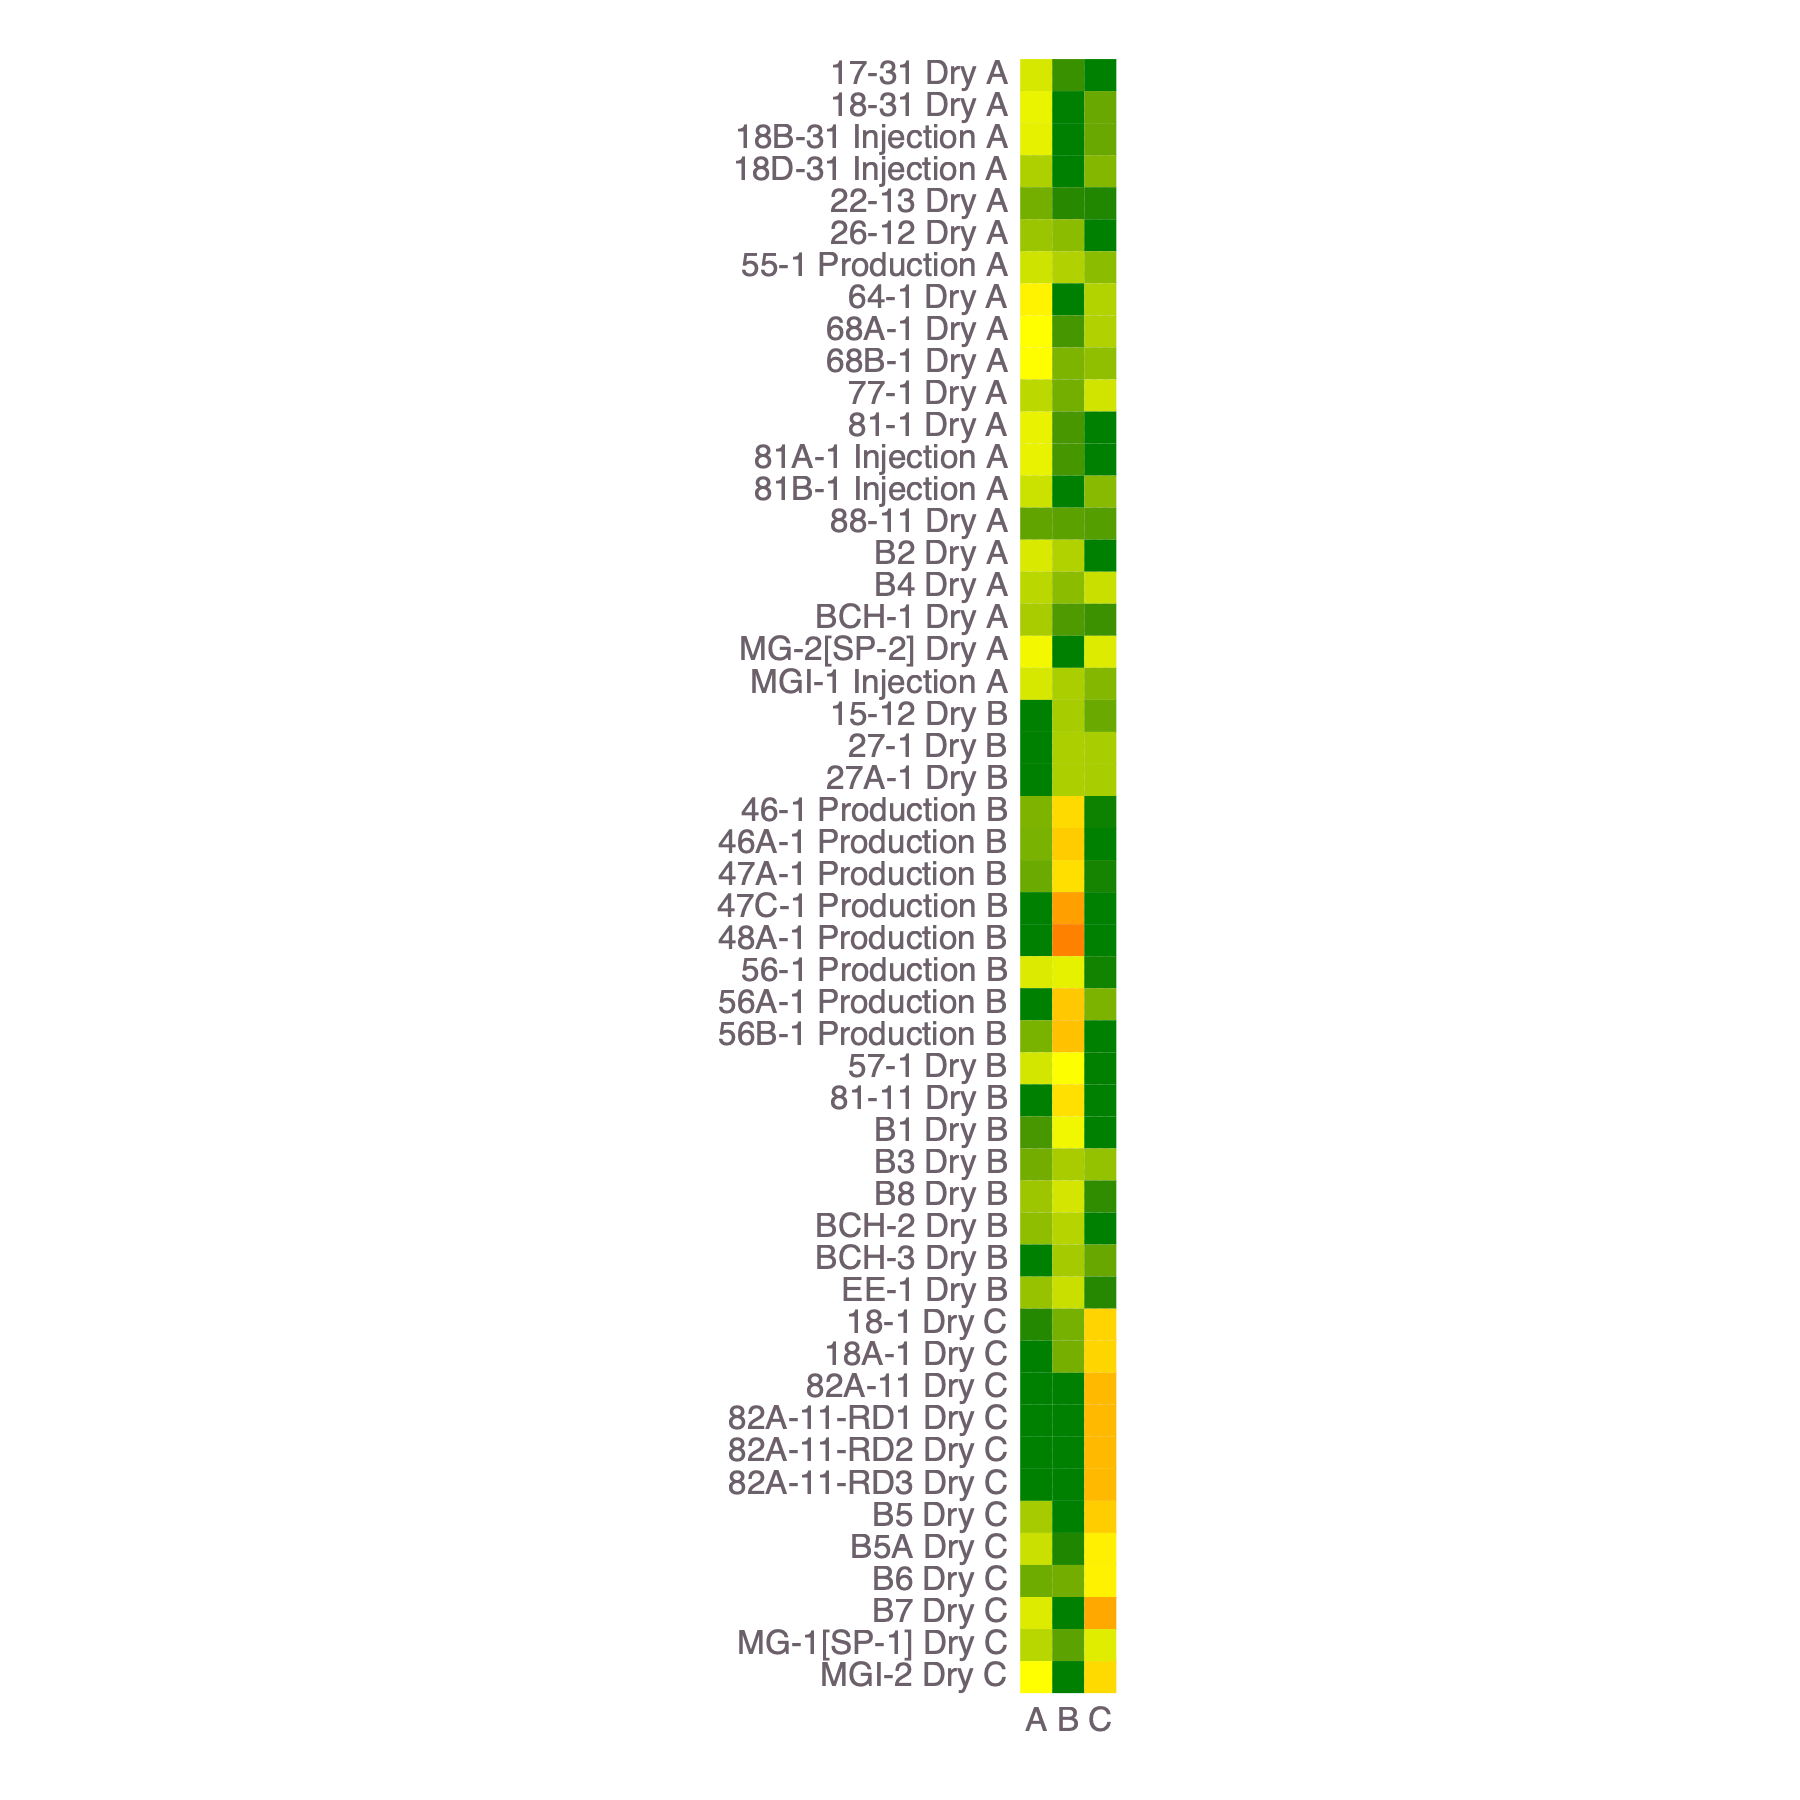 17-31 Dry A
18-31 Dry A
18B-31 Injection A
18D-31 Injection A
22-13 Dry A
26-12 Dry A
55-1 Production A
64-1 Dry A
68A-1 Dry A
68B-1 Dry A
77-1 Dry A
81-1 Dry A
81A-1 Injection A
81B-1 Injection A
88-11 Dry A
B2 Dry A
B4 Dry A
BCH-1 Dry A
MG-2[SP-2] Dry A
MGI-1 Injection A
15-12 Dry B
27-1 Dry B
27A-1 Dry B
46-1 Production B
46A-1 Production B
47A-1 Production B
47C-1 Production B
48A-1 Production B
56-1 Production B
56A-1 Production B
56B-1 Production B
57-1 Dry B
81-11 Dry B
B1 Dry B
B3 Dry B
B8 Dry B
BCH-2 Dry B
BCH-3 Dry B
EE-1 Dry B
18-1 Dry C
18A-1 Dry C
82A-11 Dry C
82A-11-RD1 Dry C
82A-11-RD2 Dry C
82A-11-RD3 Dry C
B5 Dry C
B5A Dry C
B6 Dry C
B7 Dry C
MG-1[SP-1] Dry C
MGI-2 Dry C
A B C